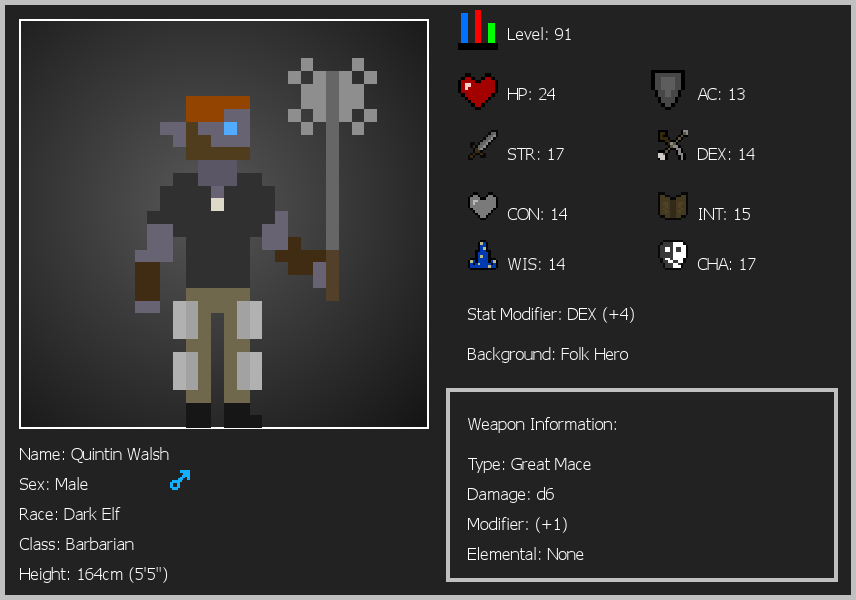 Level: 91
HP: 24
AC: 13
STR: 17
DEX: 14
CON: 14
INT: 15
WIS: 14
CHA: 17
Stat Modifier: DEX (+4)
Background: Folk Hero
Weapon Information:
Type: Great Mace
Damage: d6
Modifier: (+1)
Elemental: None
Name: Quintin Walsh
Sex: Male
Race: Dark Elf
Class: Barbarian
Height: 164cm (5'5")